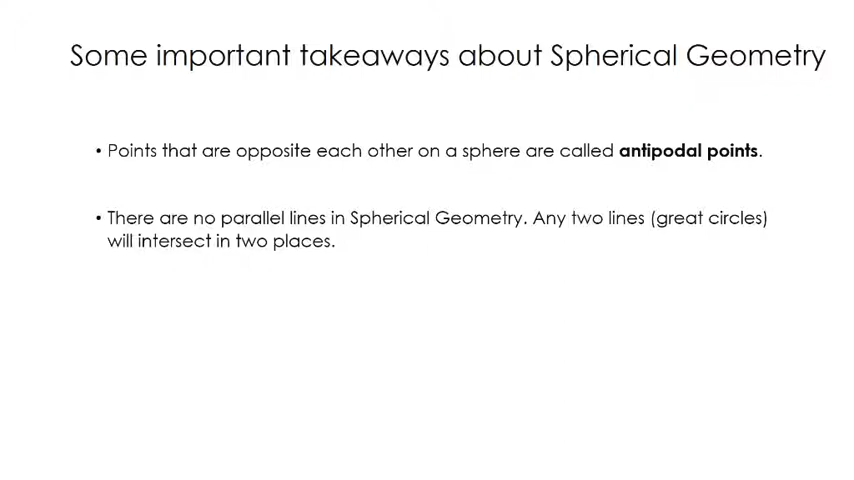 Some important takeaways about Spherical Geometry
• Points that are opposite each other on a sphere are called antipodal points.
• There are no parallel lines in Spherical Geometry. Any two lines (great circles)
will intersect in two places.